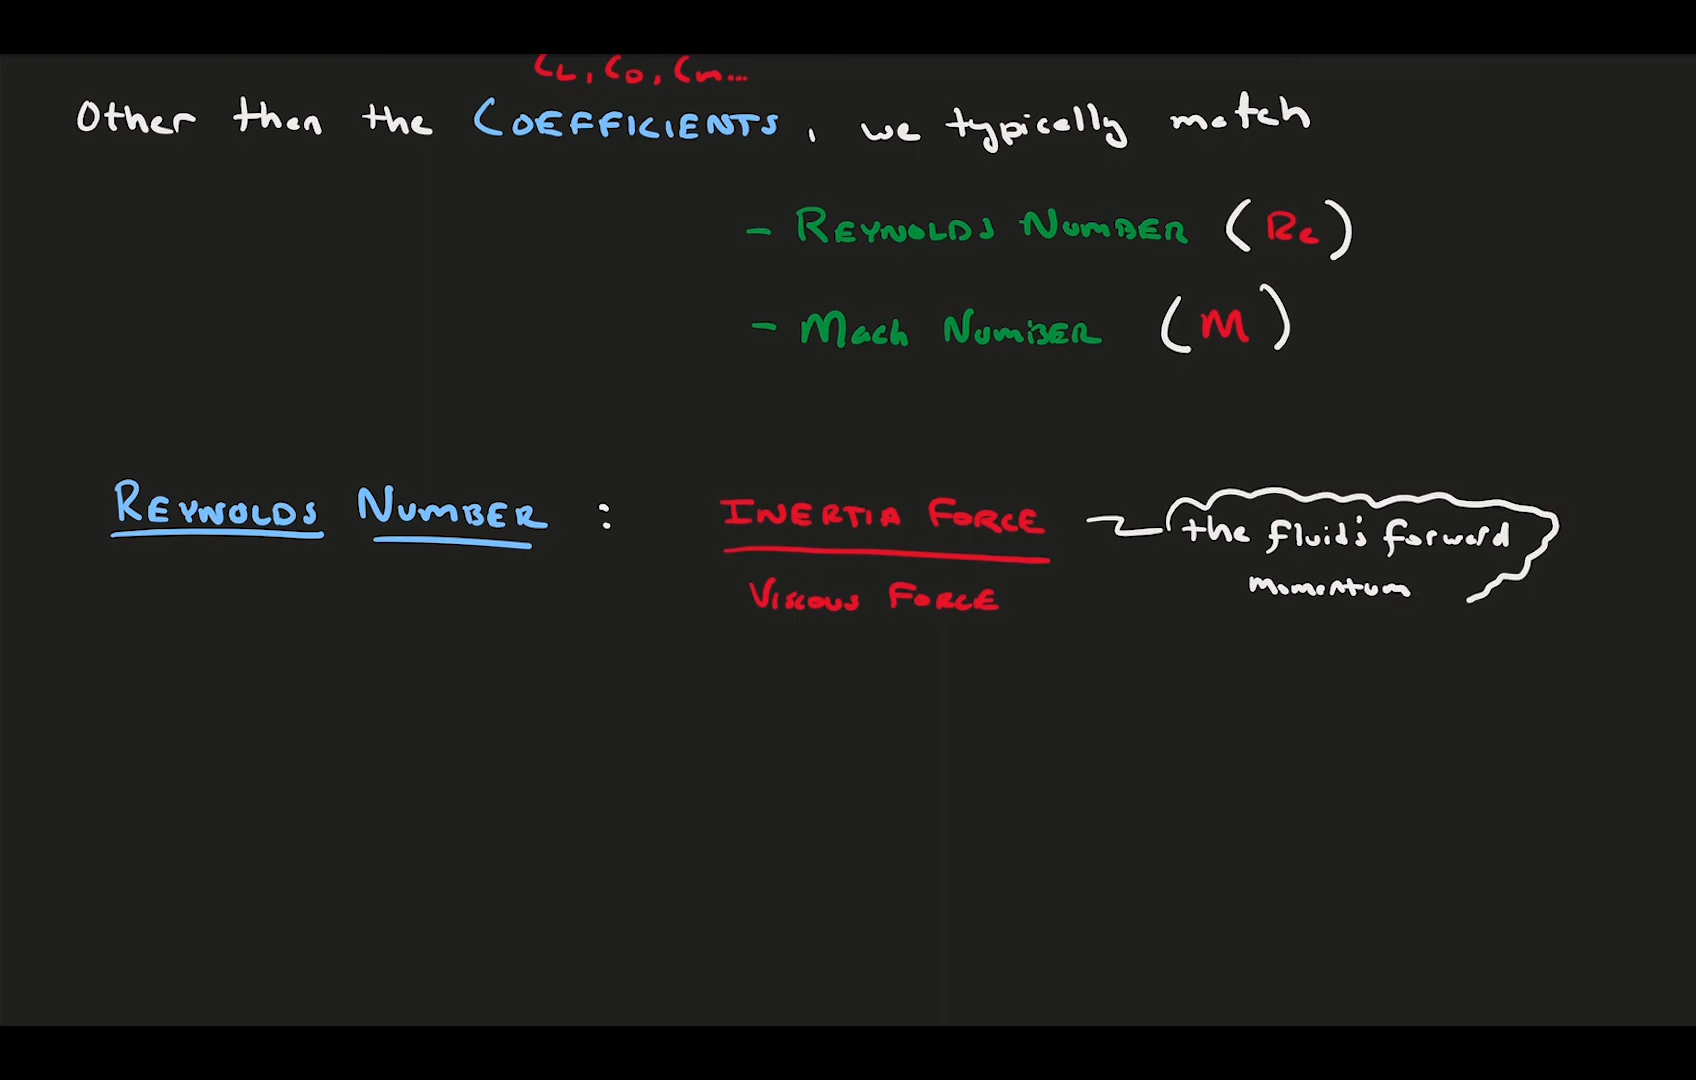 CL, CD, Cm...
Other then the COEFFICIENTS, we typically match
- REYNOLDS NUMBER (Re)
- Mach NUMBER (M)
REYNOLDS NUMBER : INERTIA FORCE
the fluid's forward
VISCOUS FORCE
momentum